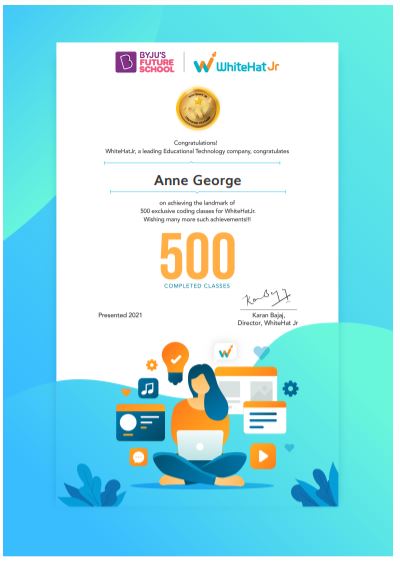 BYJU'S
FUTURE
SCHOOL
WhiteHat Jr
Congratulations!
WhiteHatJr, a leading Educational Technology company, congratulates
Anne George
on achieving the landmark of
500 exclusive coding classes for WhiteHatJr.
Wishing many more such achievements!!!
500
COMPLETED CLASSES
Presented 2021
Karan Bajaj,
Director, WhiteHat Jr